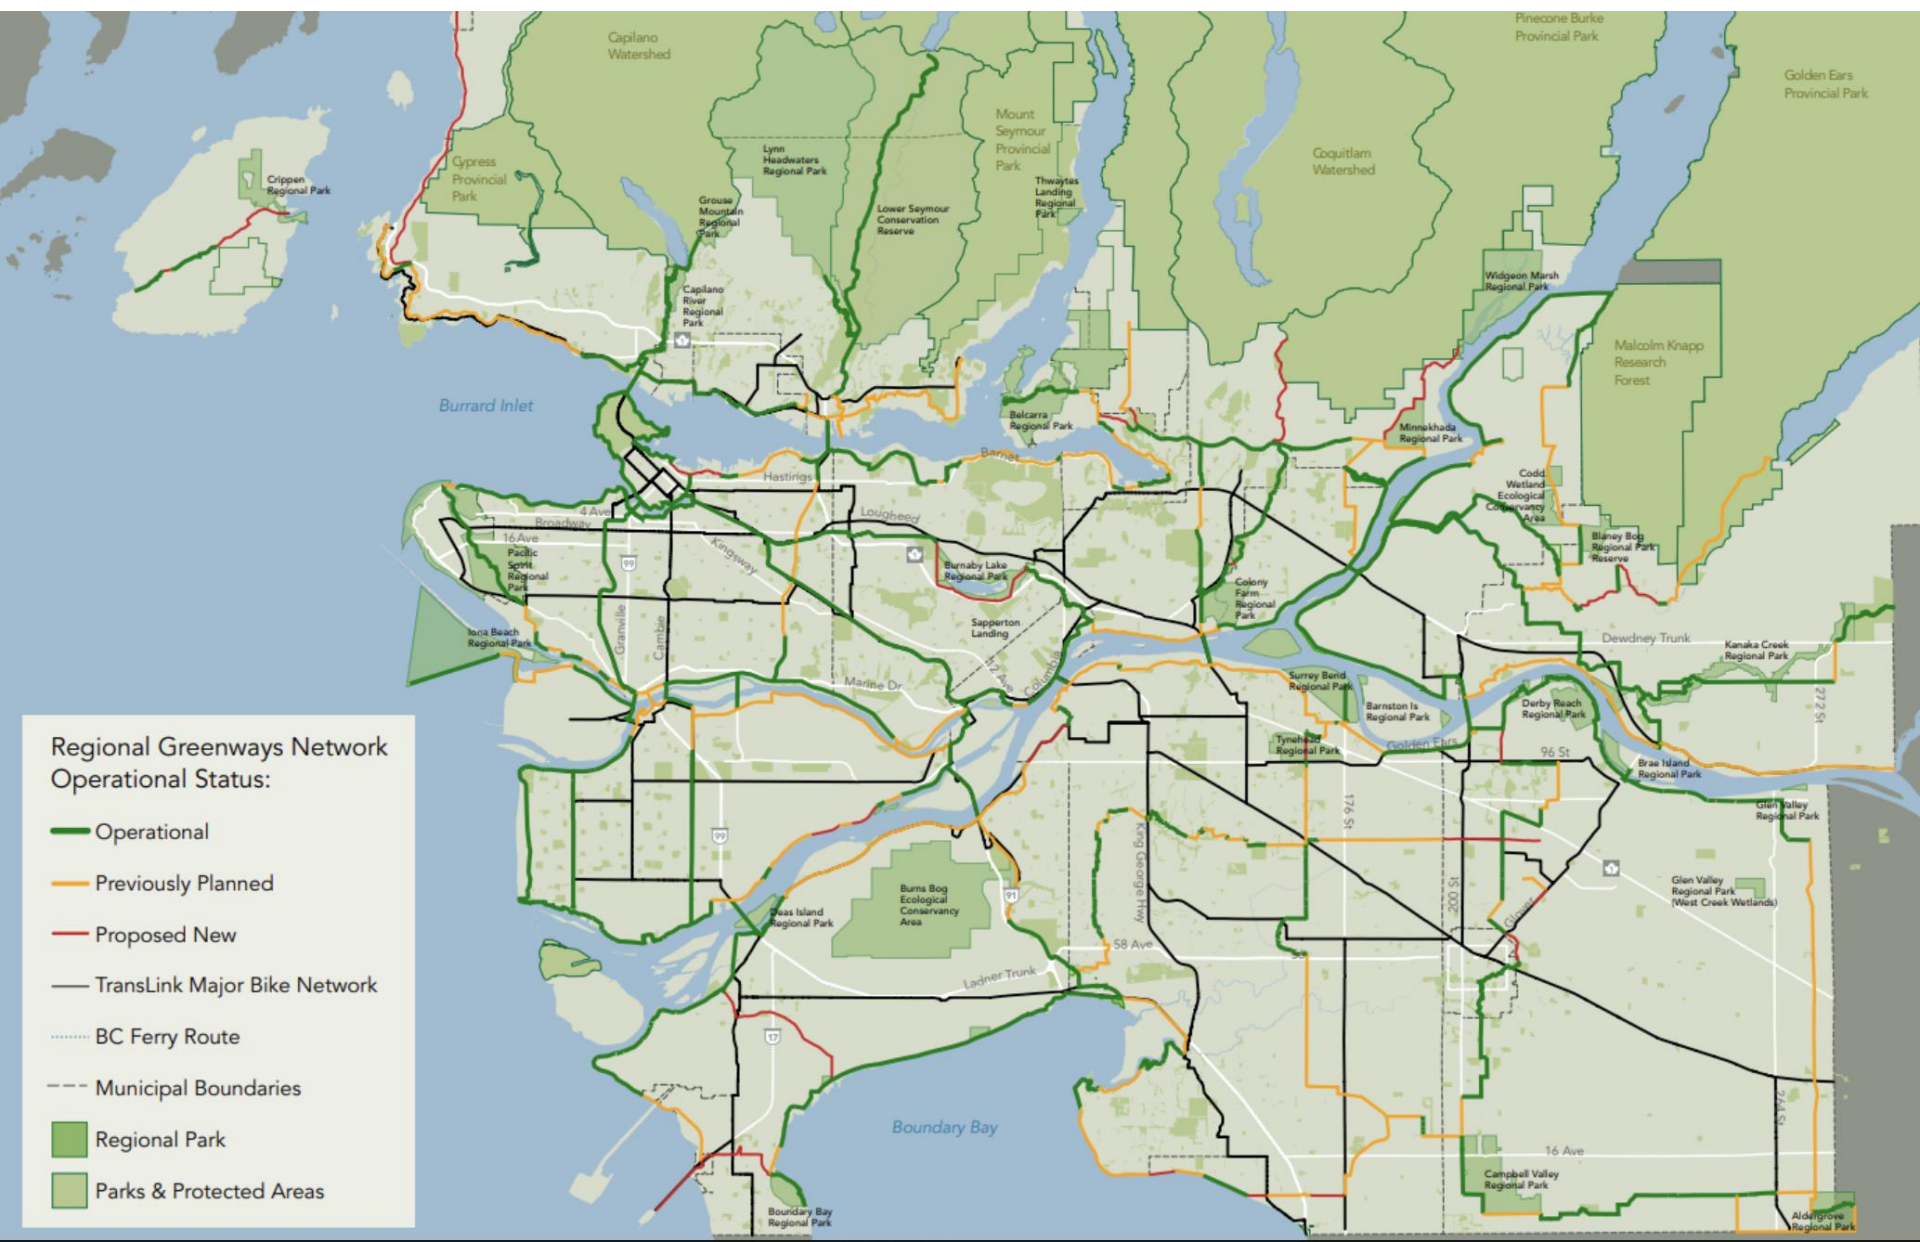 Capilano
Watershed
Pinecone Burke
Provincial Park
Golden Ears
Provincial Park
Mount
Seymour
Provincial
Park
Lynn
Headwaters
Regional Park
Cypress
Provincial
Park
Coquitlam
Watershed
Crippen
Regional Park
Thwaytes
Landing
Regional
Park
Grouse
Mountain
Regional
Park
Lower Seymour
Conservation
Reserve
Widgeon Marsh
Regional Park
Capilano
River
Regional
Park
1
Malcolm Knapp
Research
Forest
Burrard Inlet
Belcarra
Regional Park
Minnekhada
Regional Park
Barnet
Hastings
Codd
Wetland
Ecological
Conservancy
Area
4 Ave
Broadway
Lougheed
16 Ave
Kingsway
Pacific
Spirit
Regional
Park
99
1
Burnaby Lake
Regional Park
Blaney Bog
Regional Park
Reserve
Colony
Farm
Regional
Park
Granville
Cambie
Sapperton
Landing
Iona Beach
Regional Park
Dewdney Trunk
Kanaka Creek
Regional Park
12 Ave
Columbia
Marine Dr
Surrey Bend
Regional Park
Barnston Is
Regional Park
Derby Reach
Regional Park
272 St
Tynehead
Regional Park
Golden Ears
96 St
Brae Island
Regional Park
Glen Valley
Regional Park
176 St
99
King George Hwy
1
Glen Valley
Regional Park
(West Creek Wetlands)
200 St
Glover
Burns Bog
Ecological
Conservancy
Area
91
Deas Island
Regional Park
58 Ave
Ladner Trunk
17
Boundary Bay
264 St
16 Ave
Campbell Valley
Regional Park
Boundary Bay
Regional Park
Aldergrove
Regional Park
Regional Greenways Network
Operational Status:
Operational
Previously Planned
Proposed New
TransLink Major Bike Network
BC Ferry Route
Municipal Boundaries
Regional Park
Parks & Protected Areas